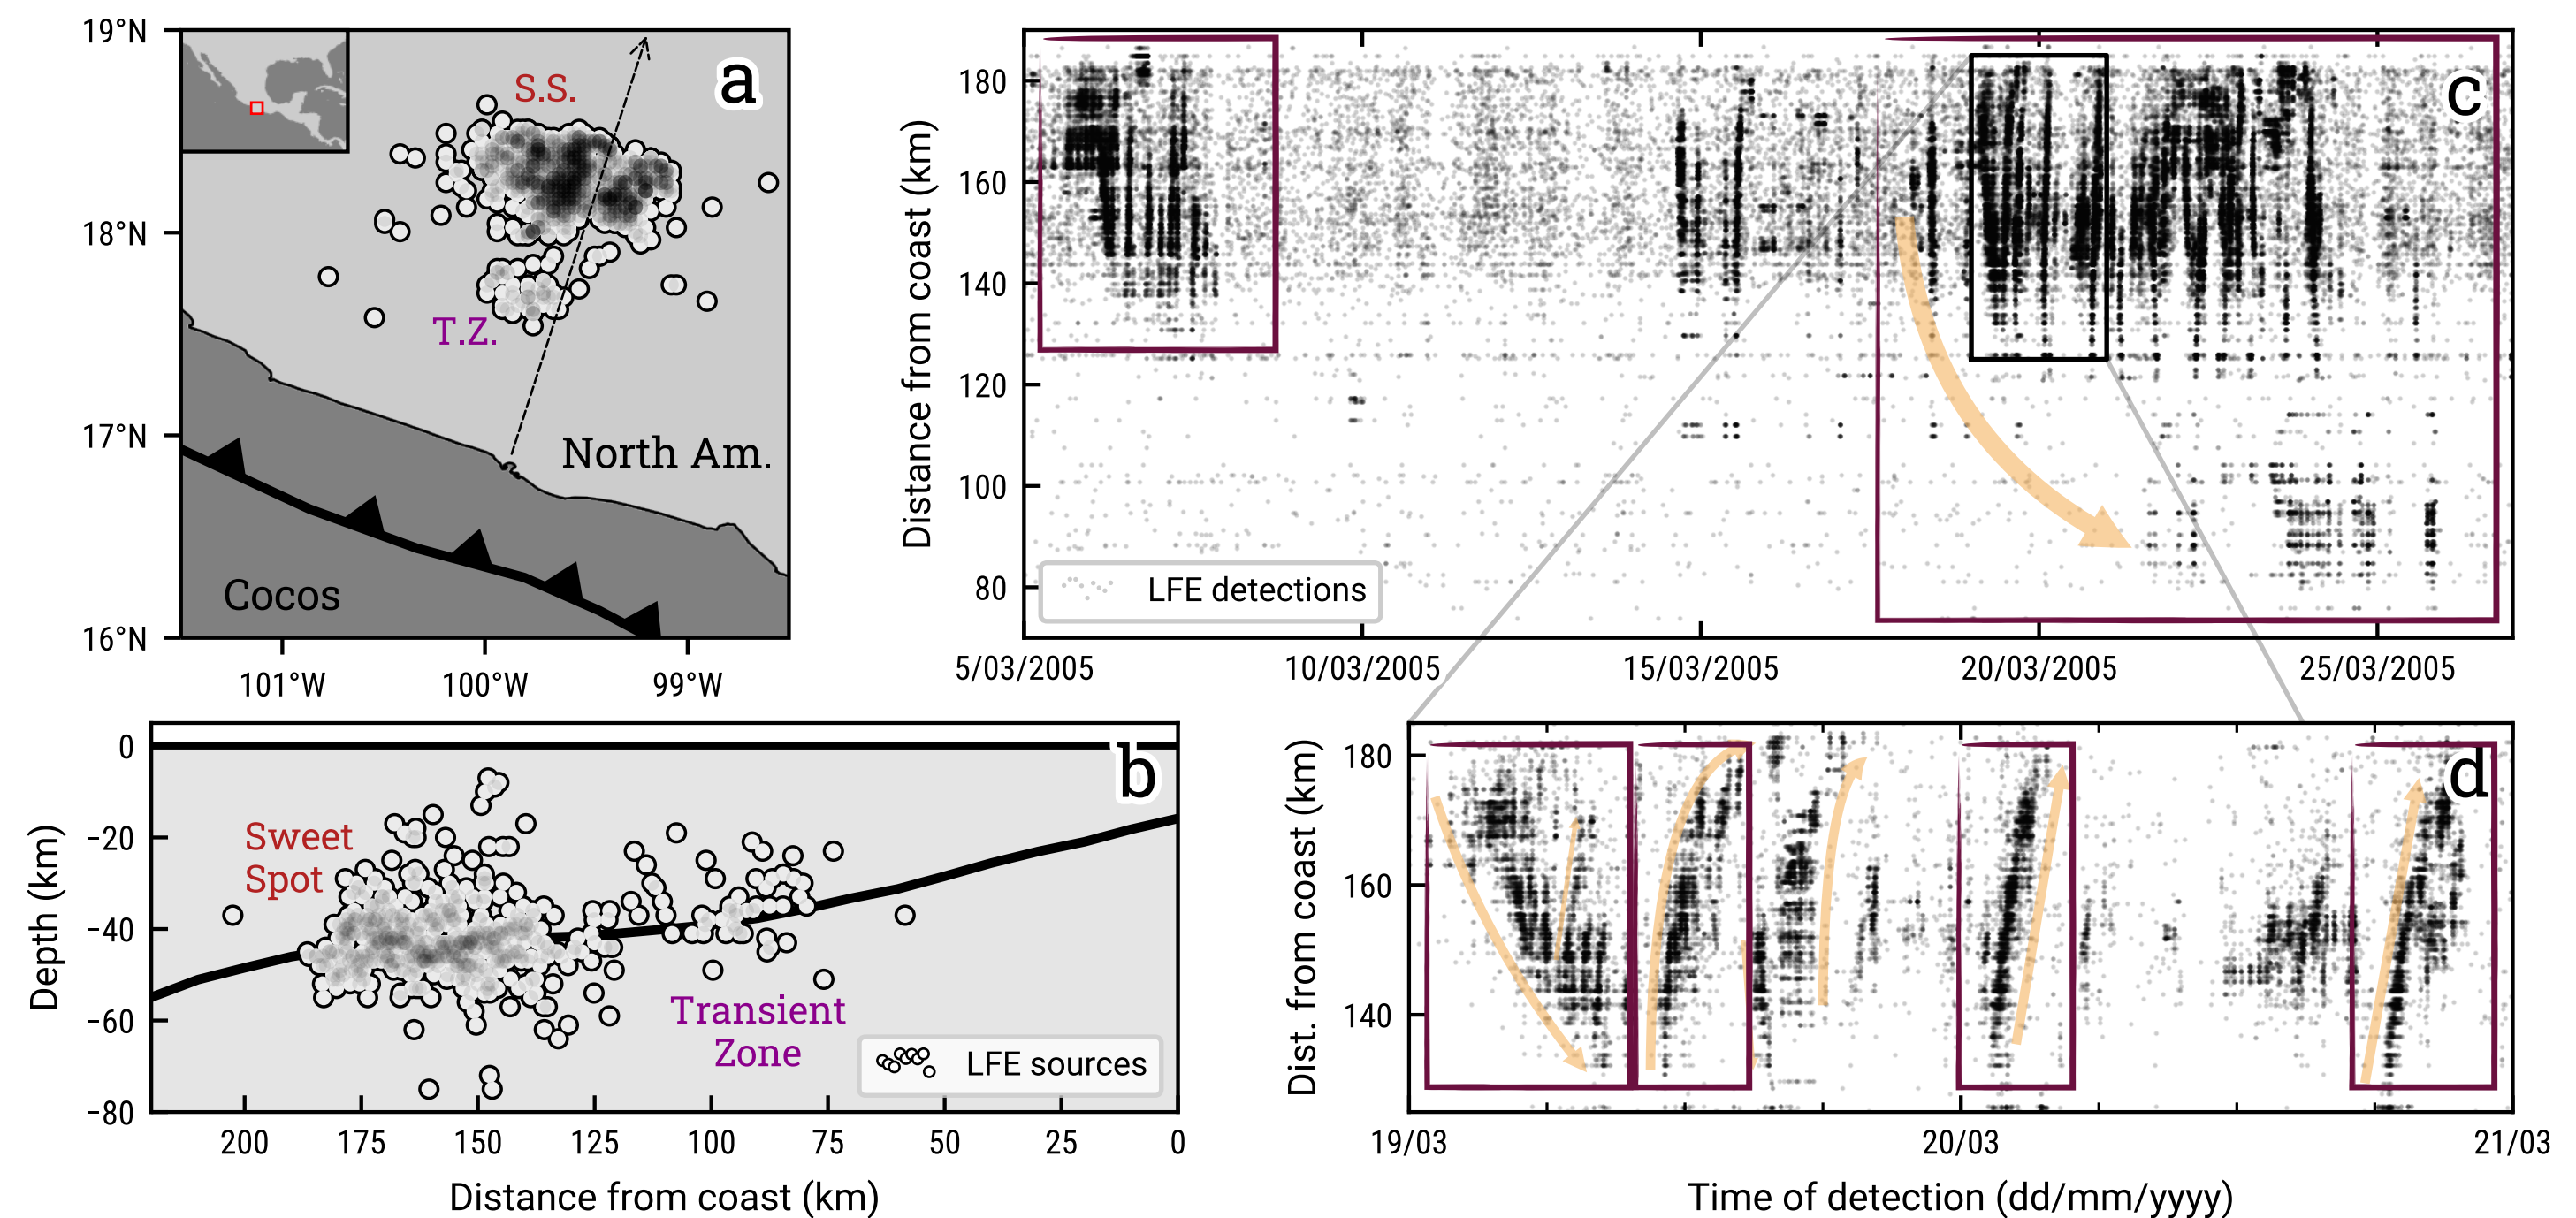 19°N
18°N
17°N
16°N
101°W
100°W
99°W
a
S.S.
T.Z.
North Am.
Cocos
Distance from coast (km)
180
160
140
120
100
80
c
LFE detections
5/03/2005
10/03/2005
15/03/2005
20/03/2005
25/03/2005
Depth (km)
0
−20
−40
−60
−80
b
Sweet
Spot
Transient
Zone
LFE sources
200
175
150
125
100
75
50
25
0
Distance from coast (km)
Dist. from coast (km)
180
160
140
d
19/03
20/03
21/03
Time of detection (dd/mm/yyyy)